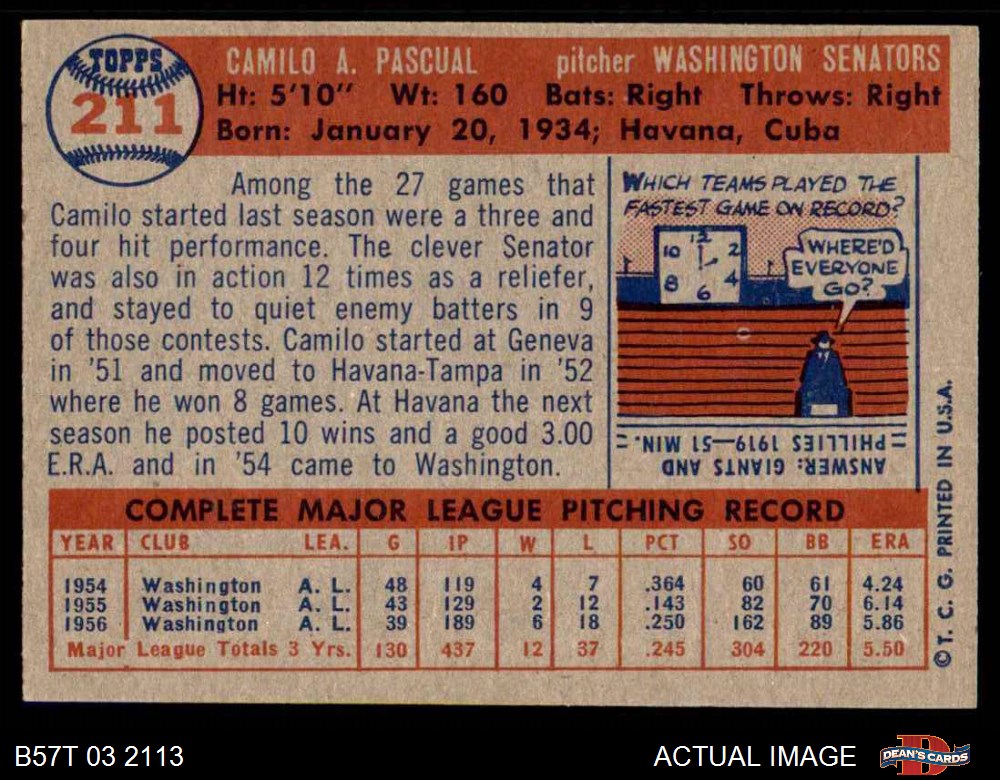 TOPPS
211
CAMILO A. PASCUAL pitcher WASHINGTON SENATORS
Ht: 5'10" Wt: 160 Bats: Right Throws: Right
Born: January 20, 1934; Havana, Cuba
Among the 27 games that
Camilo started last season were a three and
four hit performance. The clever Senator
was also in action 12 times as a reliefer,
and stayed to quiet enemy batters in 9
of those contests. Camilo started at Geneva
in '51 and moved to Havana-Tampa in '52
where he won 8 games. At Havana the next
season he posted 10 wins and a good 3.00
E.R.A. and in '54 came to Washington.
WHICH TEAMS PLAYED THE
FASTEST GAME ON RECORD?
12
10 2
8 4
6
WHERE'D
EVERYONE
GO?
ANSWER: GIANTS AND
PHILLIES 1919—51 MIN.
COMPLETE MAJOR LEAGUE PITCHING RECORD
YEAR CLUB LEA. G IP W L PCT SO BB ERA
1954 Washington A. L. 48 119 4 7 .364 60 61 4.24
1955 Washington A. L. 43 129 2 12 .143 82 70 6.14
1956 Washington A. L. 39 189 6 18 .250 162 89 5.86
Major League Totals 3 Yrs. 130 437 12 37 .245 304 220 5.50
© T. C. G. PRINTED IN U.S.A.
B57T 03 2113 ACTUAL IMAGE DEAN'S CARDS